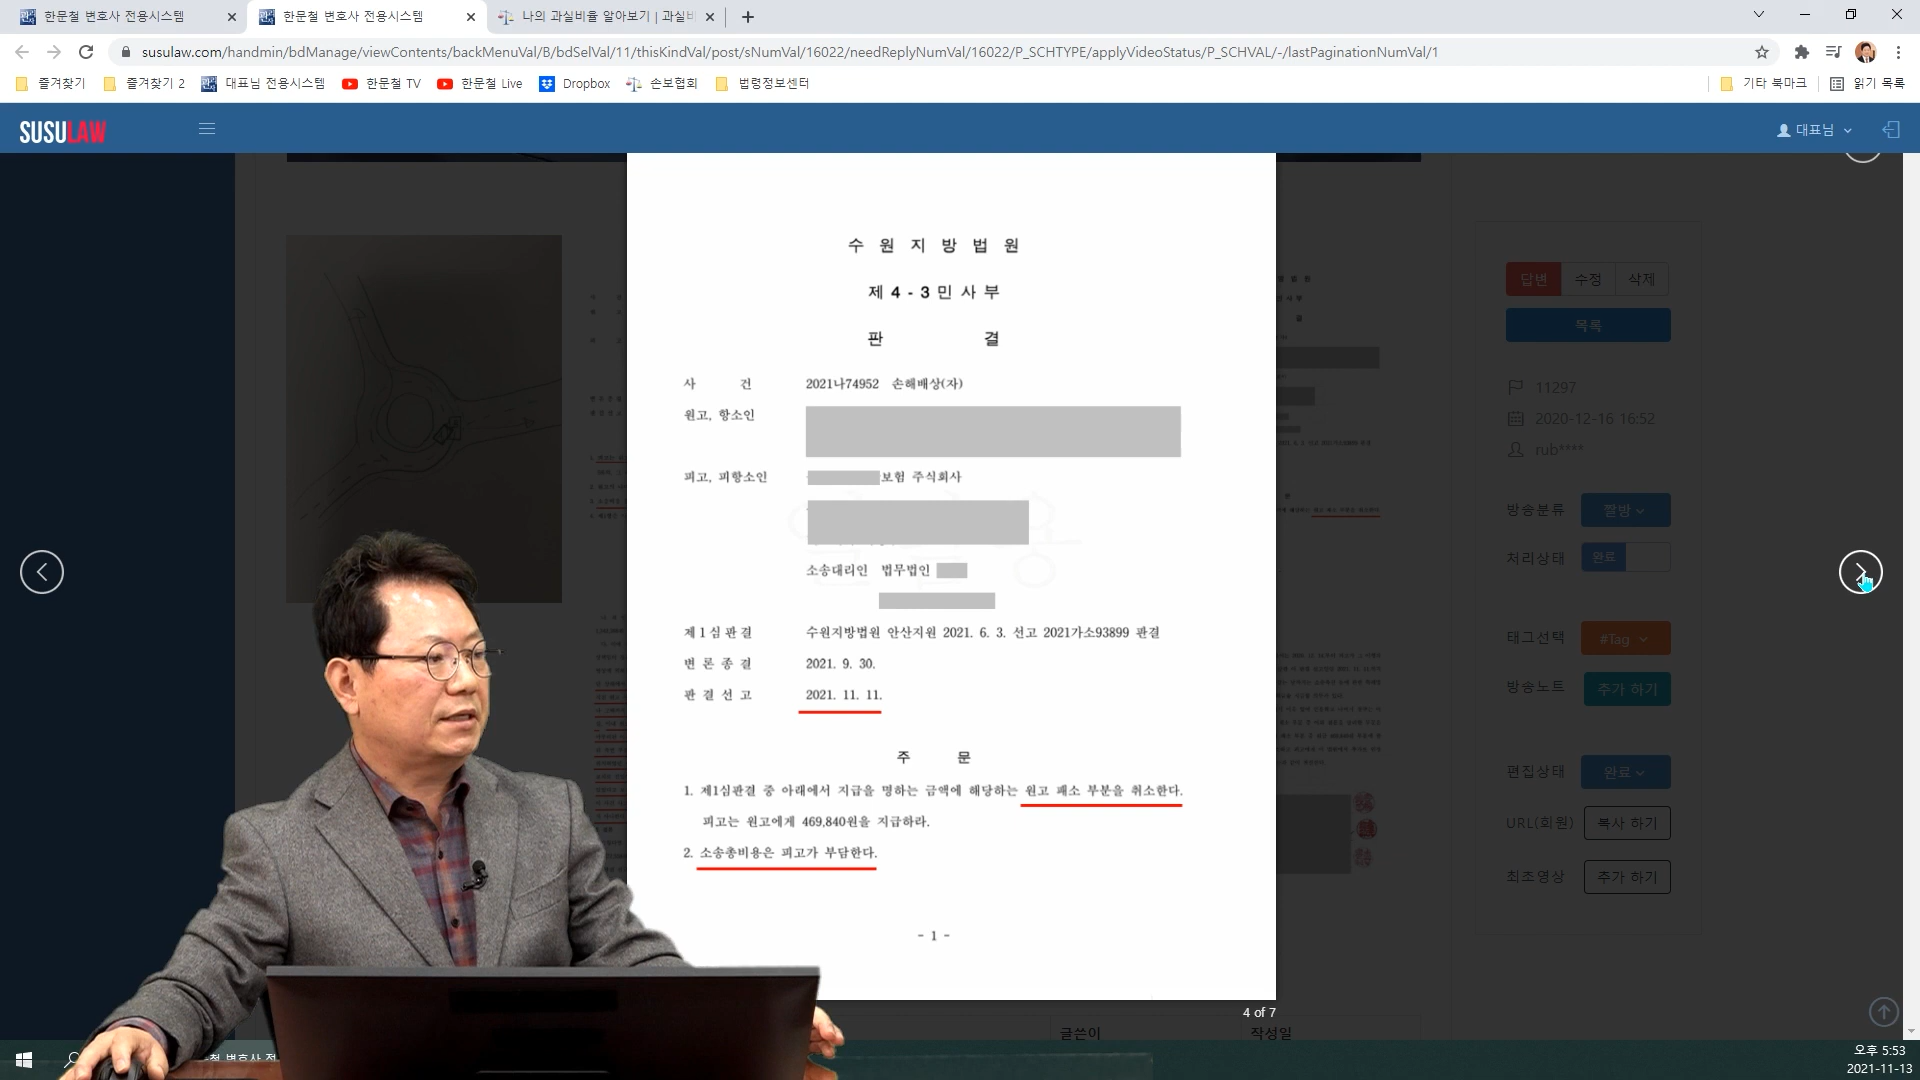 한문철 변호사 전용시스템
한문철 변호사 전용시스템
나의 과실비율 알아보기 | 과실비
susulaw.com/handmin/bdManage/viewContents/backMenuVal/B/bdSelVal/11/thisKindVal/post/sNumVal/16022/needReplyNumVal/16022/P_SCHTYPE/applyVideoStatus/P_SCHVAL/-/lastPaginationNumVal/1
즐겨찾기
즐겨찾기 2
대표님 전용시스템
한문철 TV
한문철 Live
Dropbox
손보협회
법령정보센터
기타 북마크
읽기 목록
SUSULAW
대표님
수 원 지 방 법 원
제 4 - 3 민 사 부
판 결
사 건 2021나74952 손해배상(자)
원고, 항소인
피고, 피항소인 보험 주식회사
소송대리인 법무법인
제1심판결 수원지방법원 안산지원 2021. 6. 3. 선고 2021가소93899 판결
변론종결 2021. 9. 30.
판결선고 2021. 11. 11.
주 문
1. 제1심판결 중 아래에서 지급을 명하는 금액에 해당하는 원고 패소 부분을 취소한다.
피고는 원고에게 469,840원을 지급하라.
2. 소송총비용은 피고가 부담한다.
- 1 -
4 of 7
답변
수정
삭제
목록
11297
2020-12-16 16:52
rub****
방송분류
짤방
처리상태
완료
태그선택
#Tag
방송노트
추가 하기
편집상태
완료
URL(회원)
복사 하기
최조영상
추가 하기
글쓴이
작성일
오후 5:53
2021-11-13